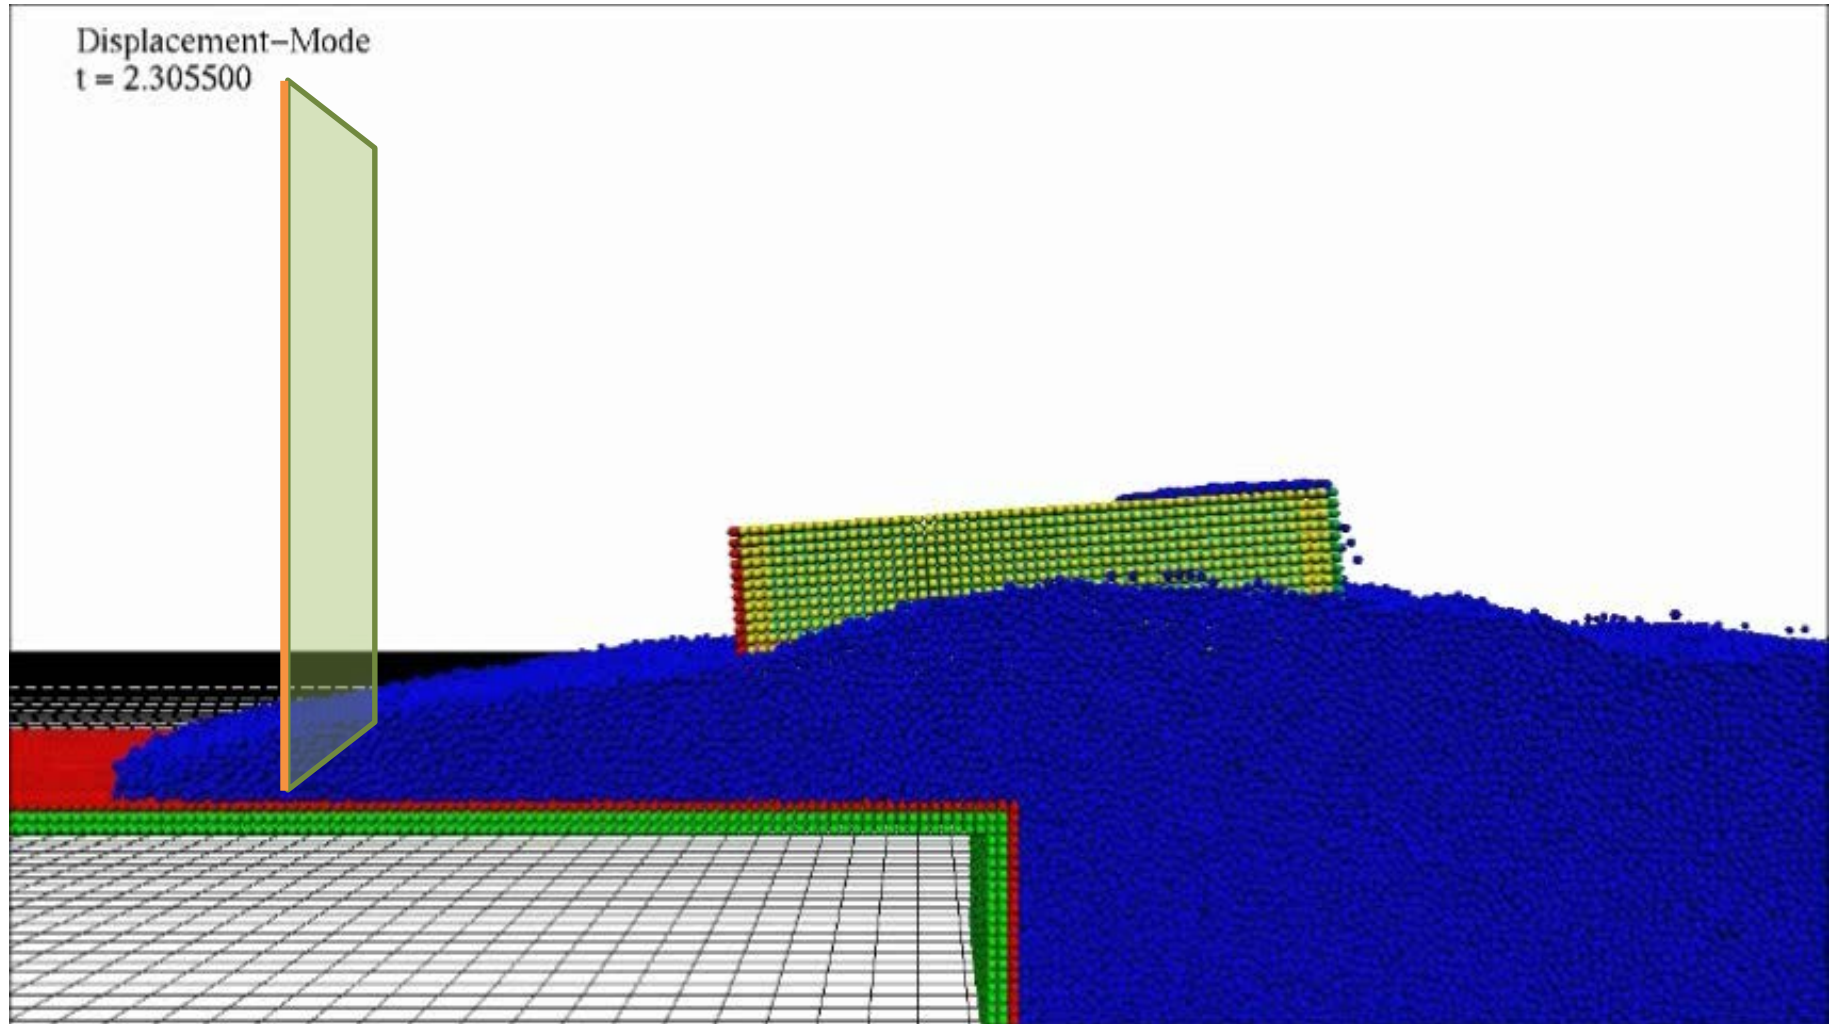 Displacement-Mode
t = 2.305500